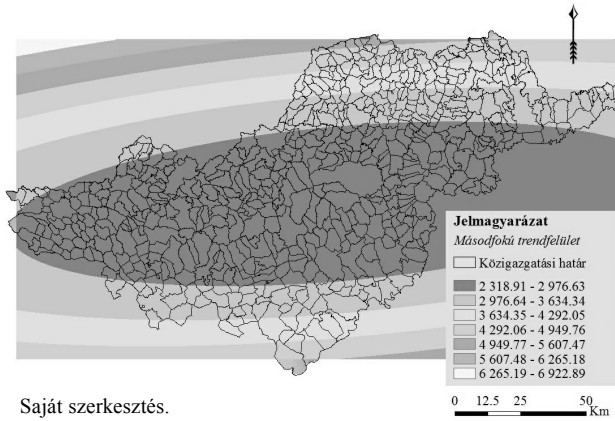 Jelmagyarázat
Másodfokú trendfelület
Közigazgatási határ
2 318.91 - 2 976.63
2 976.64 - 3 634.34
3 634.35 - 4 292.05
4 292.06 - 4 949.76
4 949.77 - 5 607.47
5 607.48 - 6 265.18
6 265.19 - 6 922.89
0 12.5 25 50
Km
Saját szerkesztés.